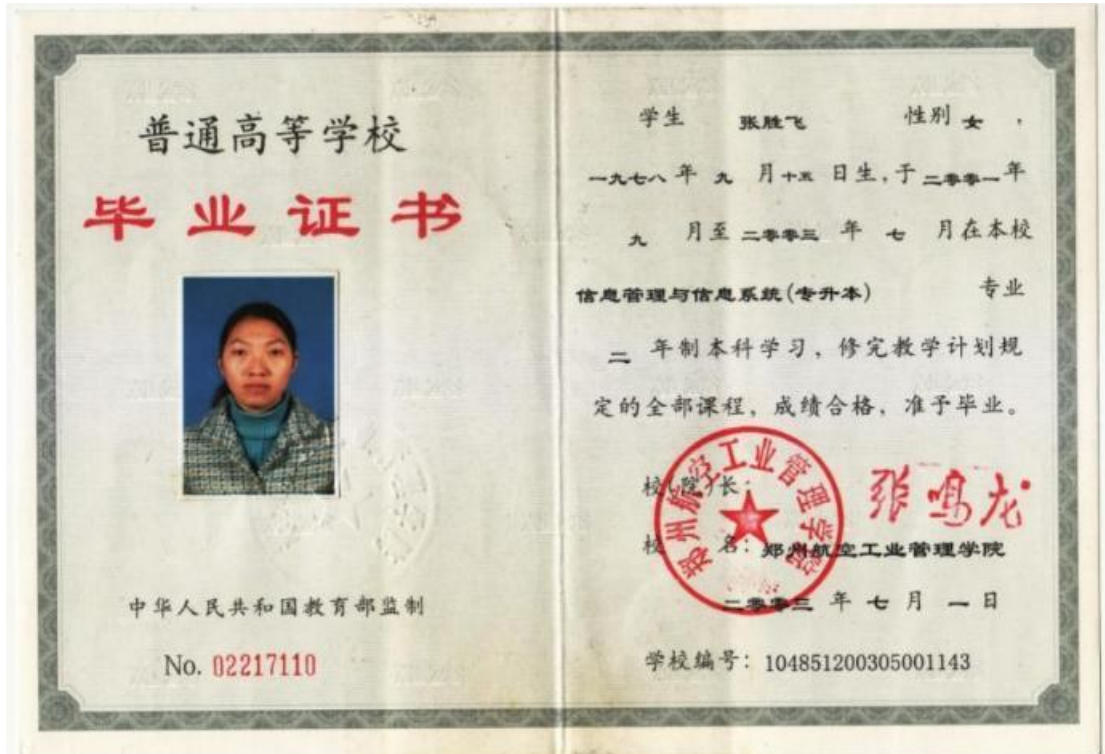 普通高等学校
毕业证书
中华人民共和国教育部监制
No. 02217110
学生 张胜飞 性别 女，
一九七八 年 九 月 十五 日生，于 二零零一 年
九 月至 二零零三 年 七 月在本校
信息管理与信息系统(专升本) 专业
二 年制本科学习，修完教学计划规
定的全部课程，成绩合格，准予毕业。
校(院)长：张鸣龙
校 名：郑州航空工业管理学院
郑州航空工业管理学院
二零零三 年 七 月 一 日
学校编号：104851200305001143